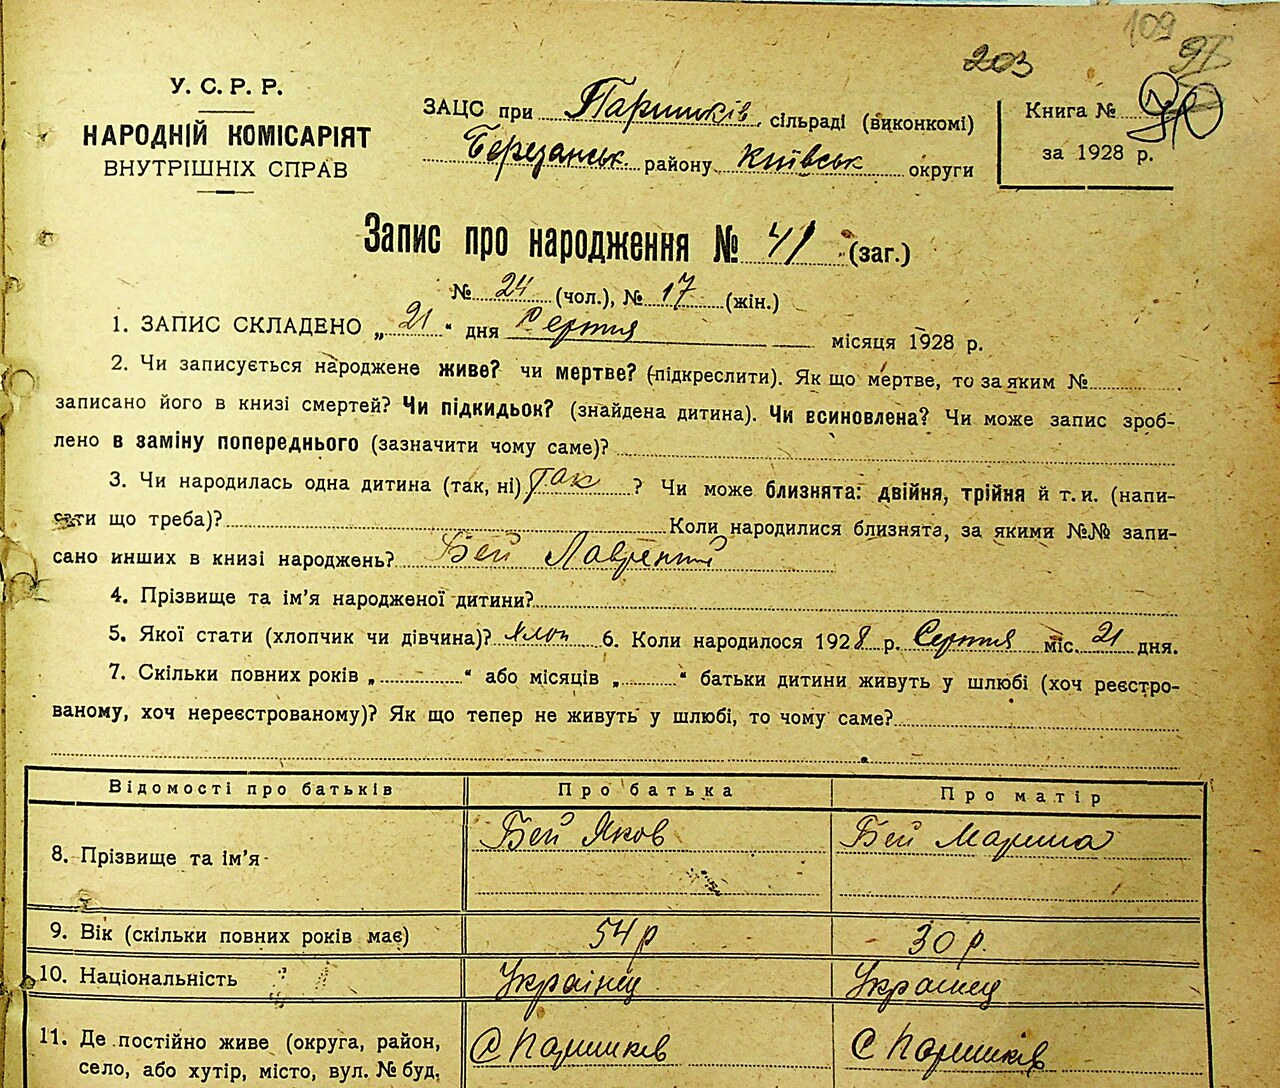 109
203
91
У. С. Р. Р.
НАРОДНІЙ КОМІСАРІЯТ
ВНУТРІШНІХ СПРАВ
ЗАЦС при Паришків, сільраді (виконкомі)
Березанськ. району Київськ округи
Книга №
за 1928 р.
Запис про народження № 41 (заг.)
№ 24 (чол.), № 17 (жін.)
1. ЗАПИС СКЛАДЕНО „ 21 “ дня Серпня місяця 1928 р.
2. Чи записується народжене живе? чи мертве? (підкреслити). Як що мертве, то за яким №
записано його в книзі смертей? Чи підкидьок? (знайдена дитина). Чи всиновлена? Чи може запис зроб-
лено в заміну попереднього (зазначити чому саме)?
3. Чи народилась одна дитина (так, ні) Так ? Чи може близнята: двійня, трійня й т. и. (напи-
сати що треба)? Коли народилися близнята, за якими №№ запи-
сано инших в книзі народжень? Бей Лаврентий
4. Прізвище та ім’я народженої дитини?
5. Якої стати (хлопчик чи дівчина)? хлоп 6. Коли народилося 1928 р. Серпня міс. 21 дня.
7. Скільки повних років „ “ або місяців „ “ батьки дитини живуть у шлюбі (хоч реєстро-
ваному, хоч нереєстрованому)? Як що тепер не живуть у шлюбі, то чому саме?
Відомості про батьків Про батька Про матір
8. Прізвище та ім’я Бей Яков Бей Марина
9. Вік (скільки повних років має) 54 р 30 р.
10. Національність Украінец Украінец
11. Де постійно живе (округа, район, С Паришків С Паришків
село, або хутір, місто, вул. № буд,